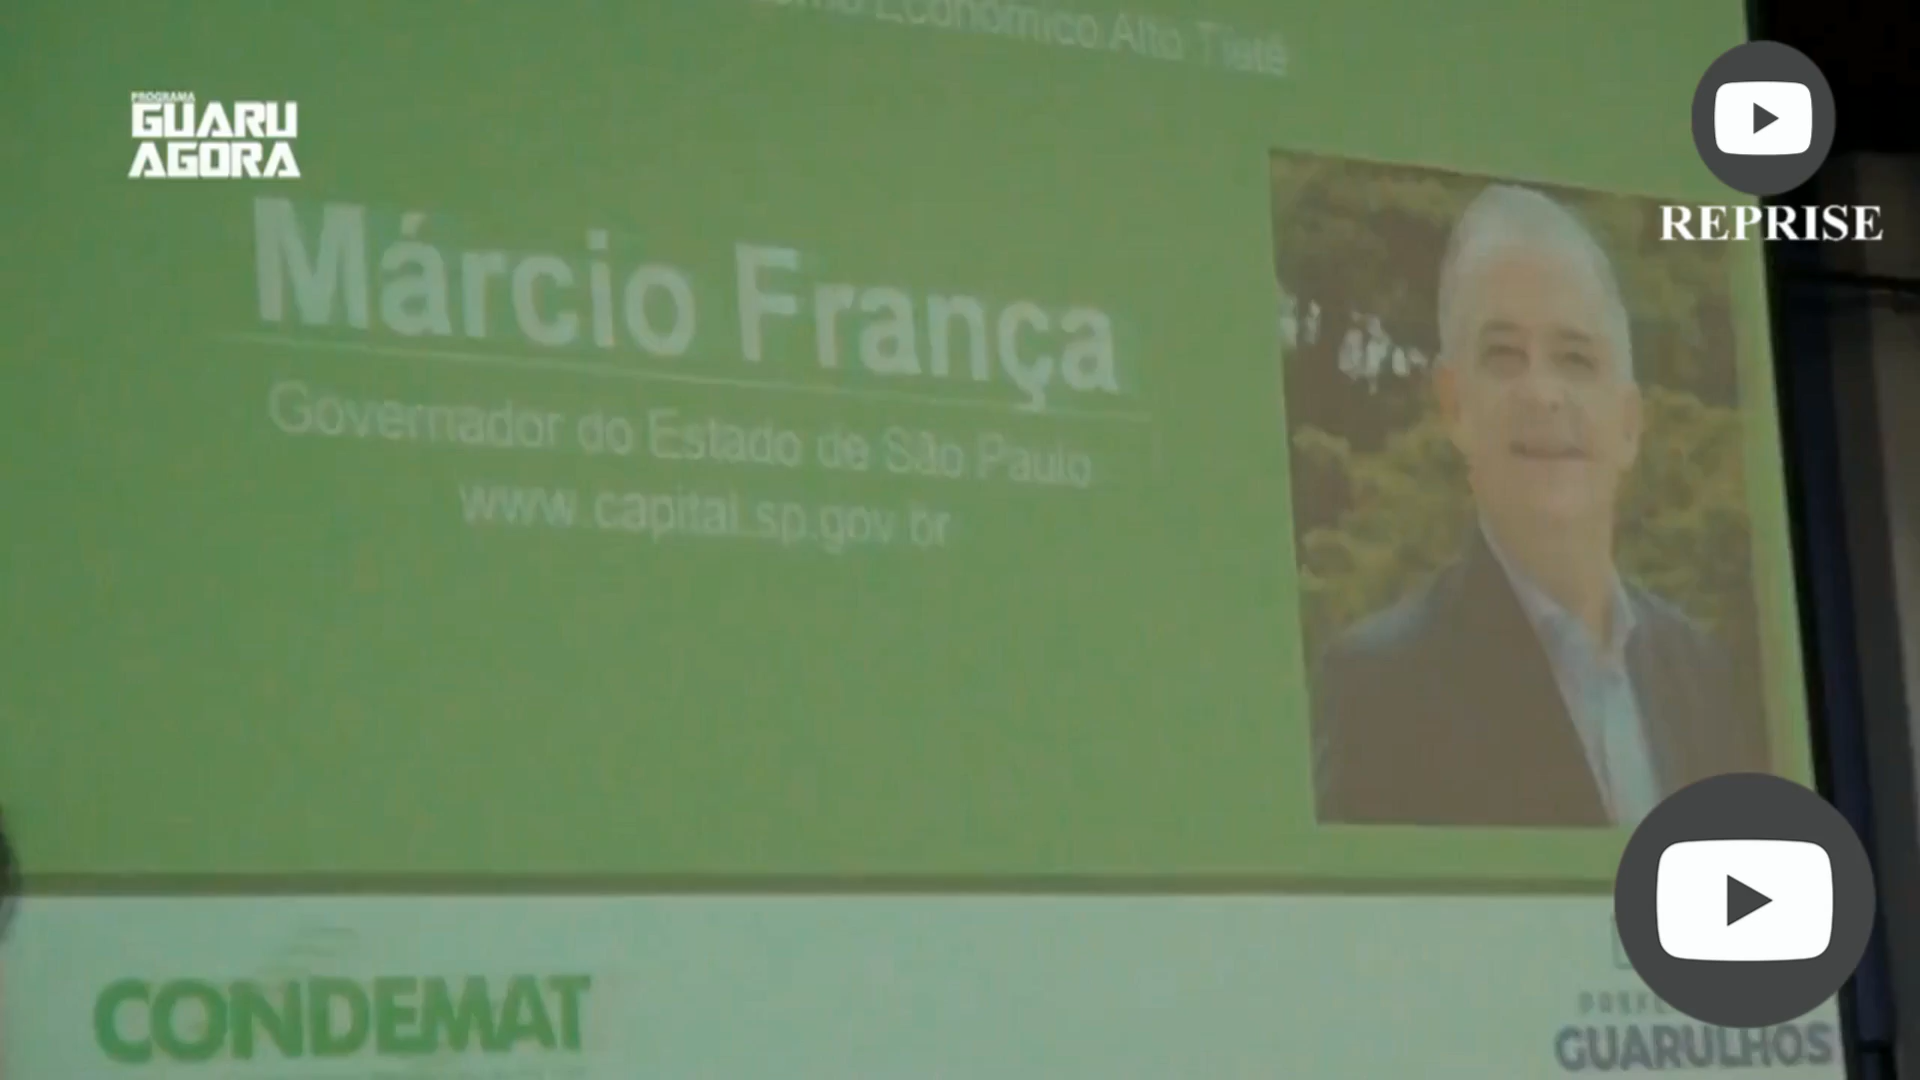 Econômico Alto Tietê
PROGRAMA
GUARU
AGORA
REPRISE
Márcio França
Governador do Estado de São Paulo
www.capital.sp.gov.br
CONDEMAT
GUARULHOS